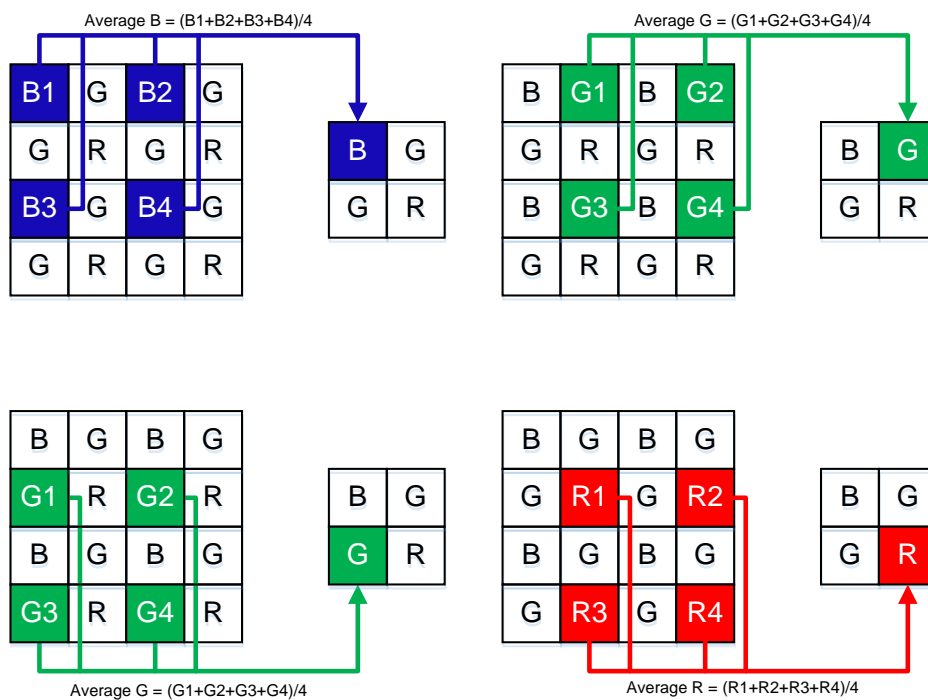 Average B = (B1+B2+B3+B4)/4
B1 G B2 G
G R G R
B3 G B4 G
G R G R
B G
G R
Average G = (G1+G2+G3+G4)/4
B G1 B G2
G R G R
B G3 B G4
G R G R
B G
G R
B G B G
G1 R G2 R
B G B G
G3 R G4 R
B G
G R
Average G = (G1+G2+G3+G4)/4
B G B G
G R1 G R2
B G B G
G R3 G R4
B G
G R
Average R = (R1+R2+R3+R4)/4